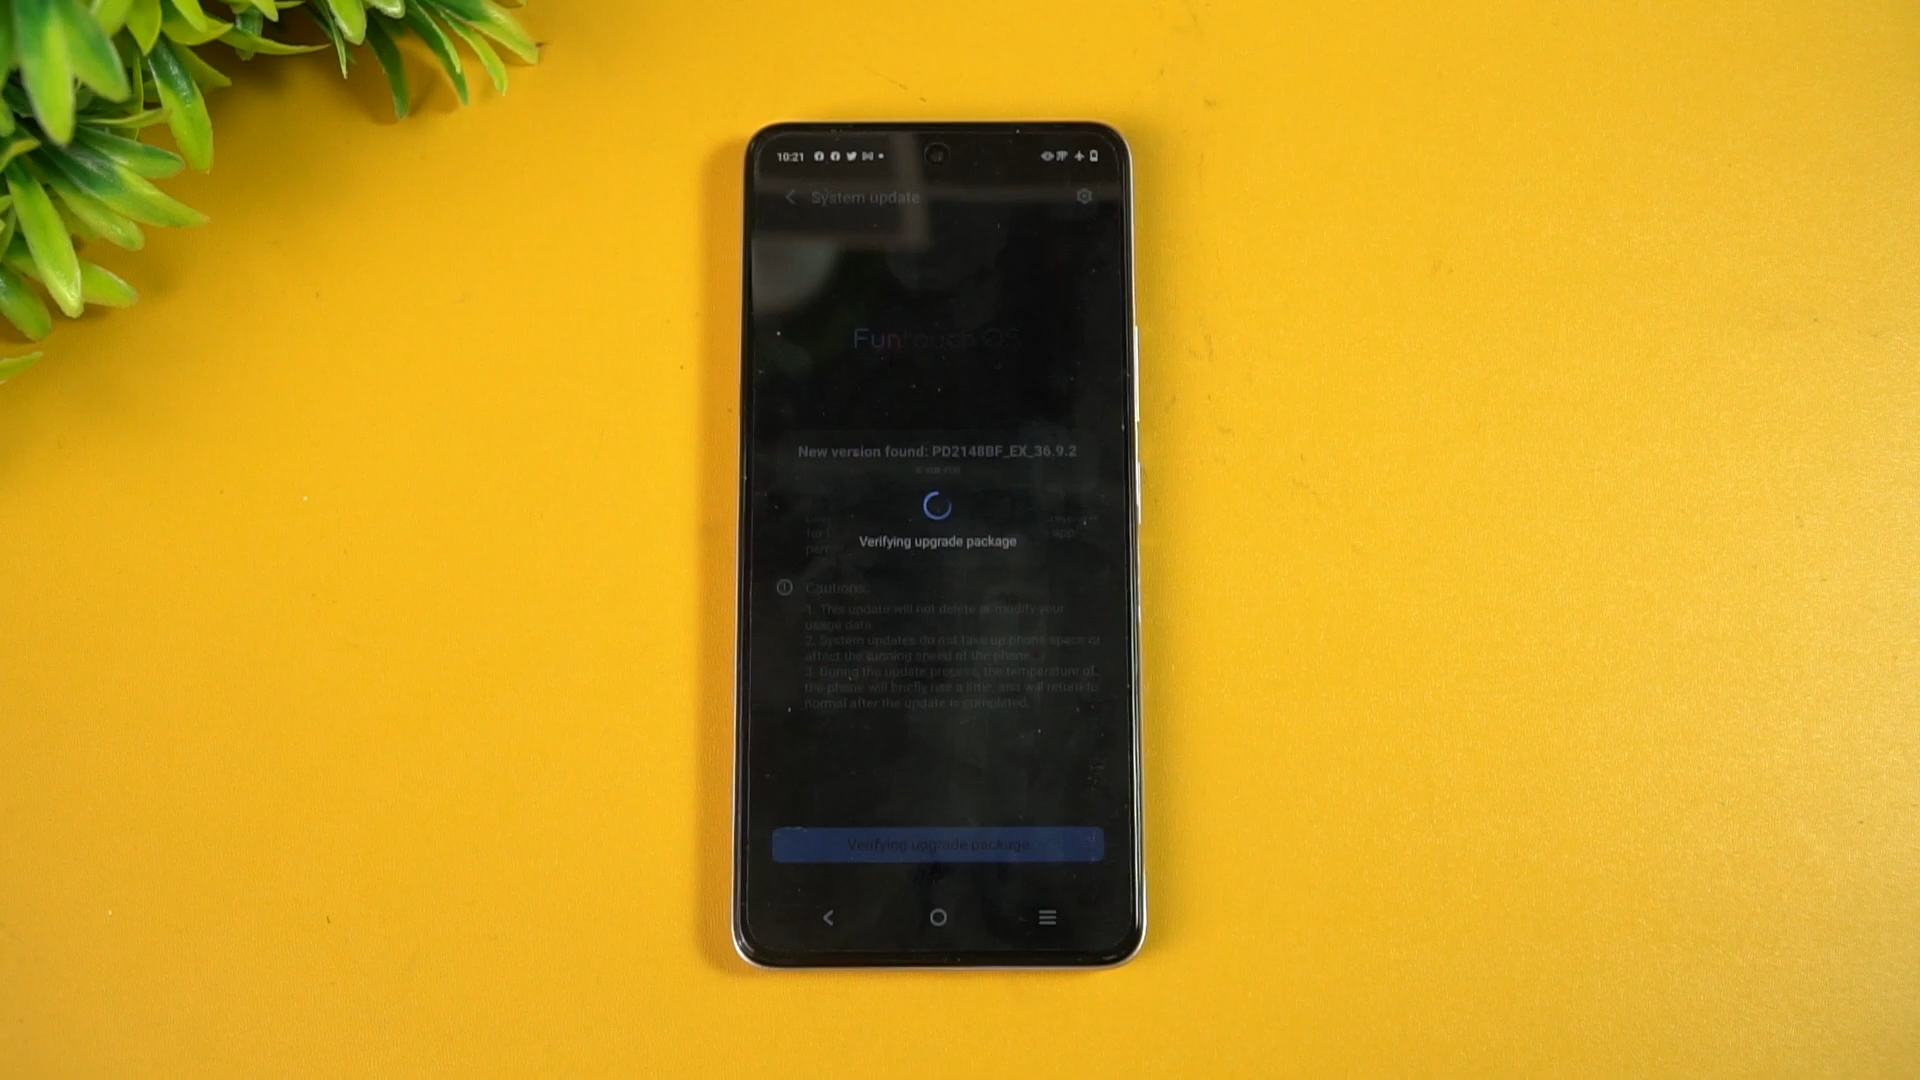 10:21
System update
Funtouch OS
New version found: PD2148BF_EX_36.9.2
Verifying upgrade package
Cautions:
1. This update will not delete or modify your
usage data.
2. System updates do not take up phone space or
affect the running speed of the phone.
3. During the update process, the temperature of
the phone will briefly rise a little, and will return to
normal after the update is completed.
Verifying upgrade package